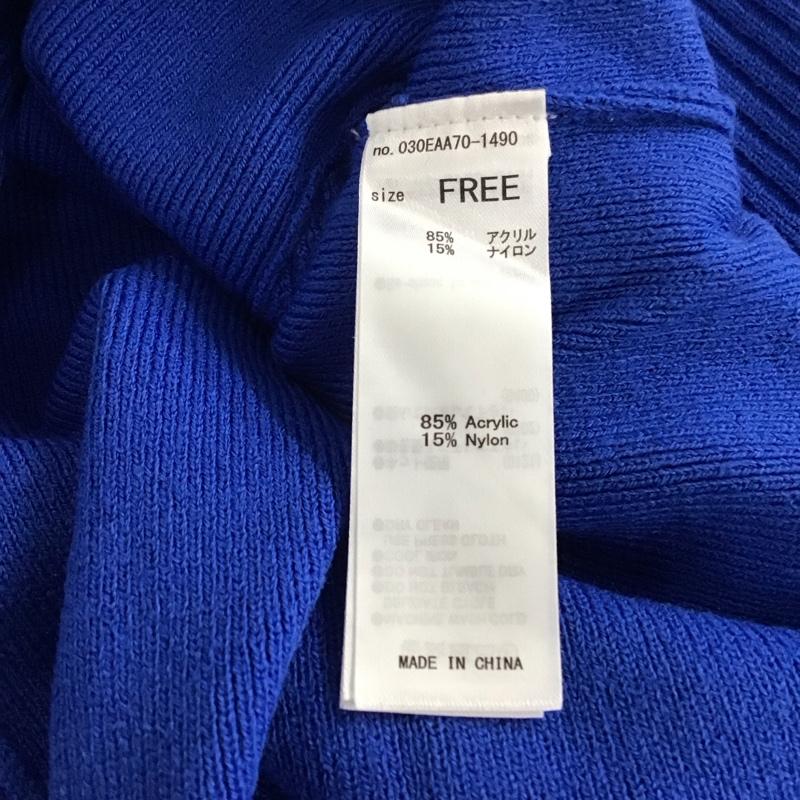 no. 030EAA70-1490
size FREE
85% アクリル
15% ナイロン
85% Acrylic
15% Nylon
MADE IN CHINA